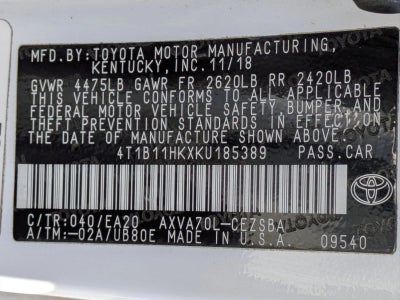 MFD. BY: TOYOTA MOTOR MANUFACTURING,
KENTUCKY, INC. 11/18
GVWR 4475LB GAWR FR 2620LB RR 2420LB
THIS VEHICLE CONFORMS TO ALL APPLICABLE
FEDERAL MOTOR VEHICLE SAFETY, BUMPER, AND
THEFT PREVENTION STANDARDS IN EFFECT ON
THE DATE OF MANUFACTURE SHOWN ABOVE.
4T1B11HKXKU185389 PASS.CAR
C/TR:040/EA20 AXVA70L-CEZSBA
A/TM:-02A/UB80E MADE IN U.S.A. 09540
TOYOTA